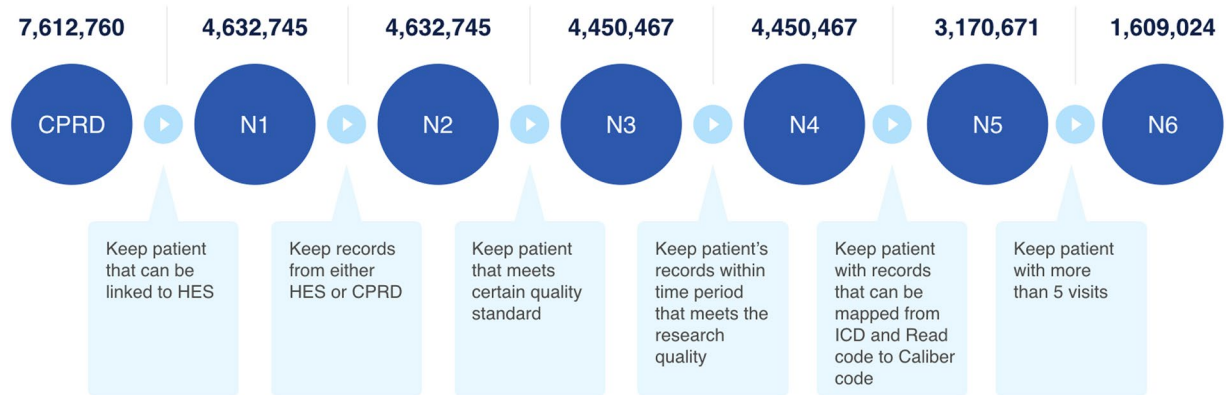 7,612,760
4,632,745
4,632,745
4,450,467
4,450,467
3,170,671
1,609,024
CPRD
N1
N2
N3
N4
N5
N6
Keep patient
that can be
linked to HES
Keep records
from either
HES or CPRD
Keep patient
that meets
certain quality
standard
Keep patient’s
records within
time period
that meets the
research
quality
Keep patient
with records
that can be
mapped from
ICD and Read
code to Caliber
code
Keep patient
with more
than 5 visits